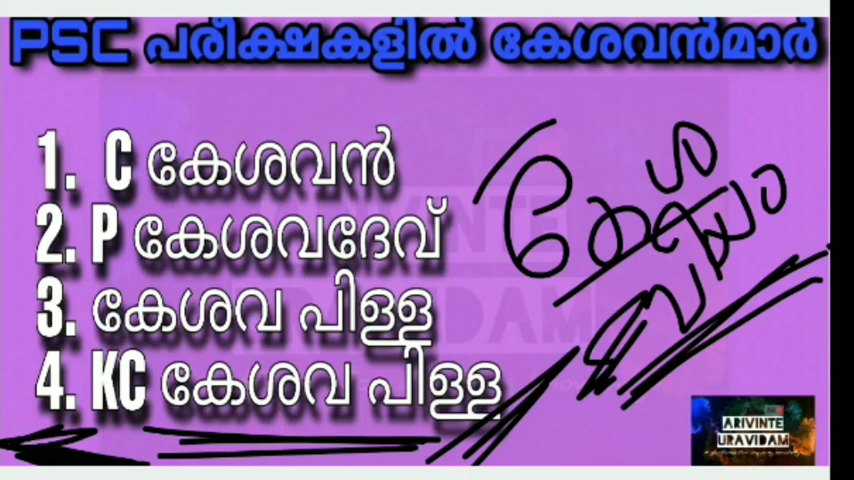 PSC പരീക്ഷകളിൽ കേശവൻമാർ
1. C കേശവൻ
2. P കേശവദേവ്
3. കേശവ പിള്ള
4. KC കേശവ പിള്ള
കേശ
ARIVINTE
URAVIDAM